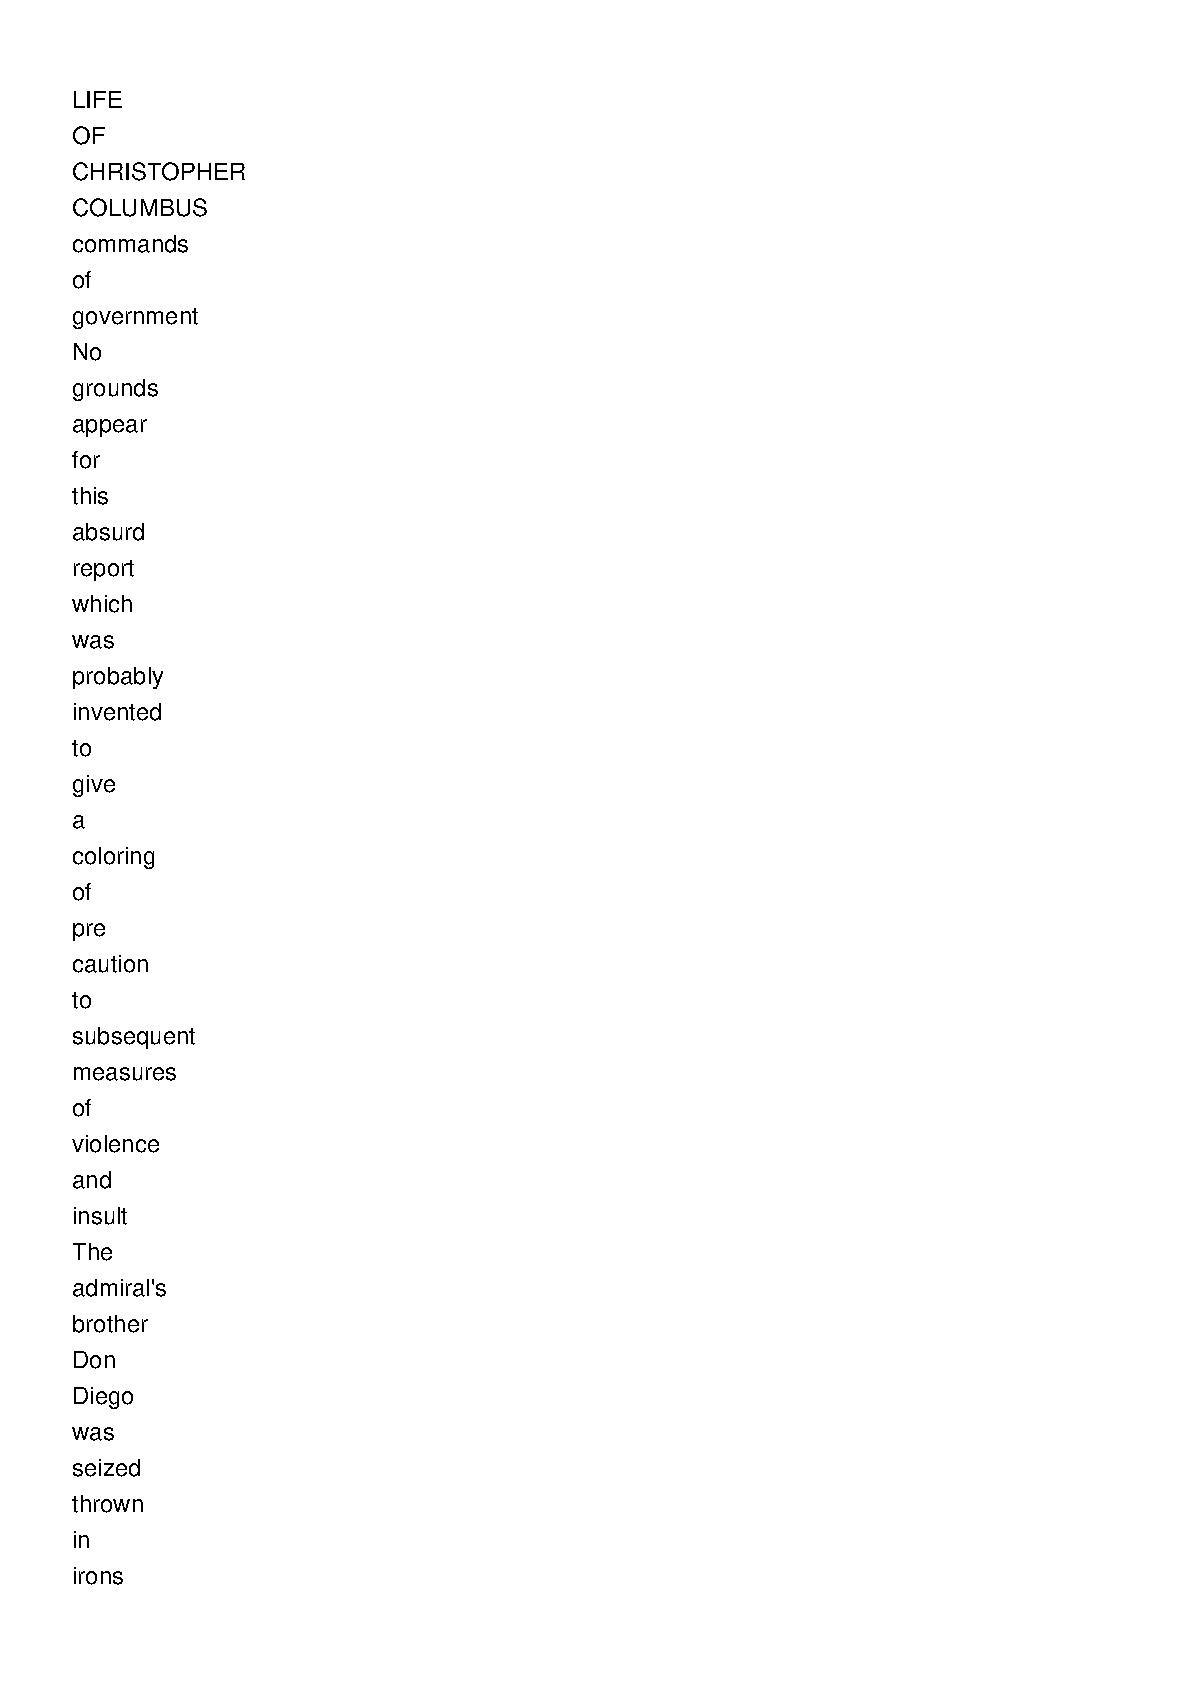 LIFE
OF
CHRISTOPHER
COLUMBUS
commands
of
government
No
grounds
appear
for
this
absurd
report
which
was
probably
invented
to
give
a
coloring
of
pre
caution
to
subsequent
measures
of
violence
and
insult
The
admiral's
brother
Don
Diego
was
seized
thrown
in
irons